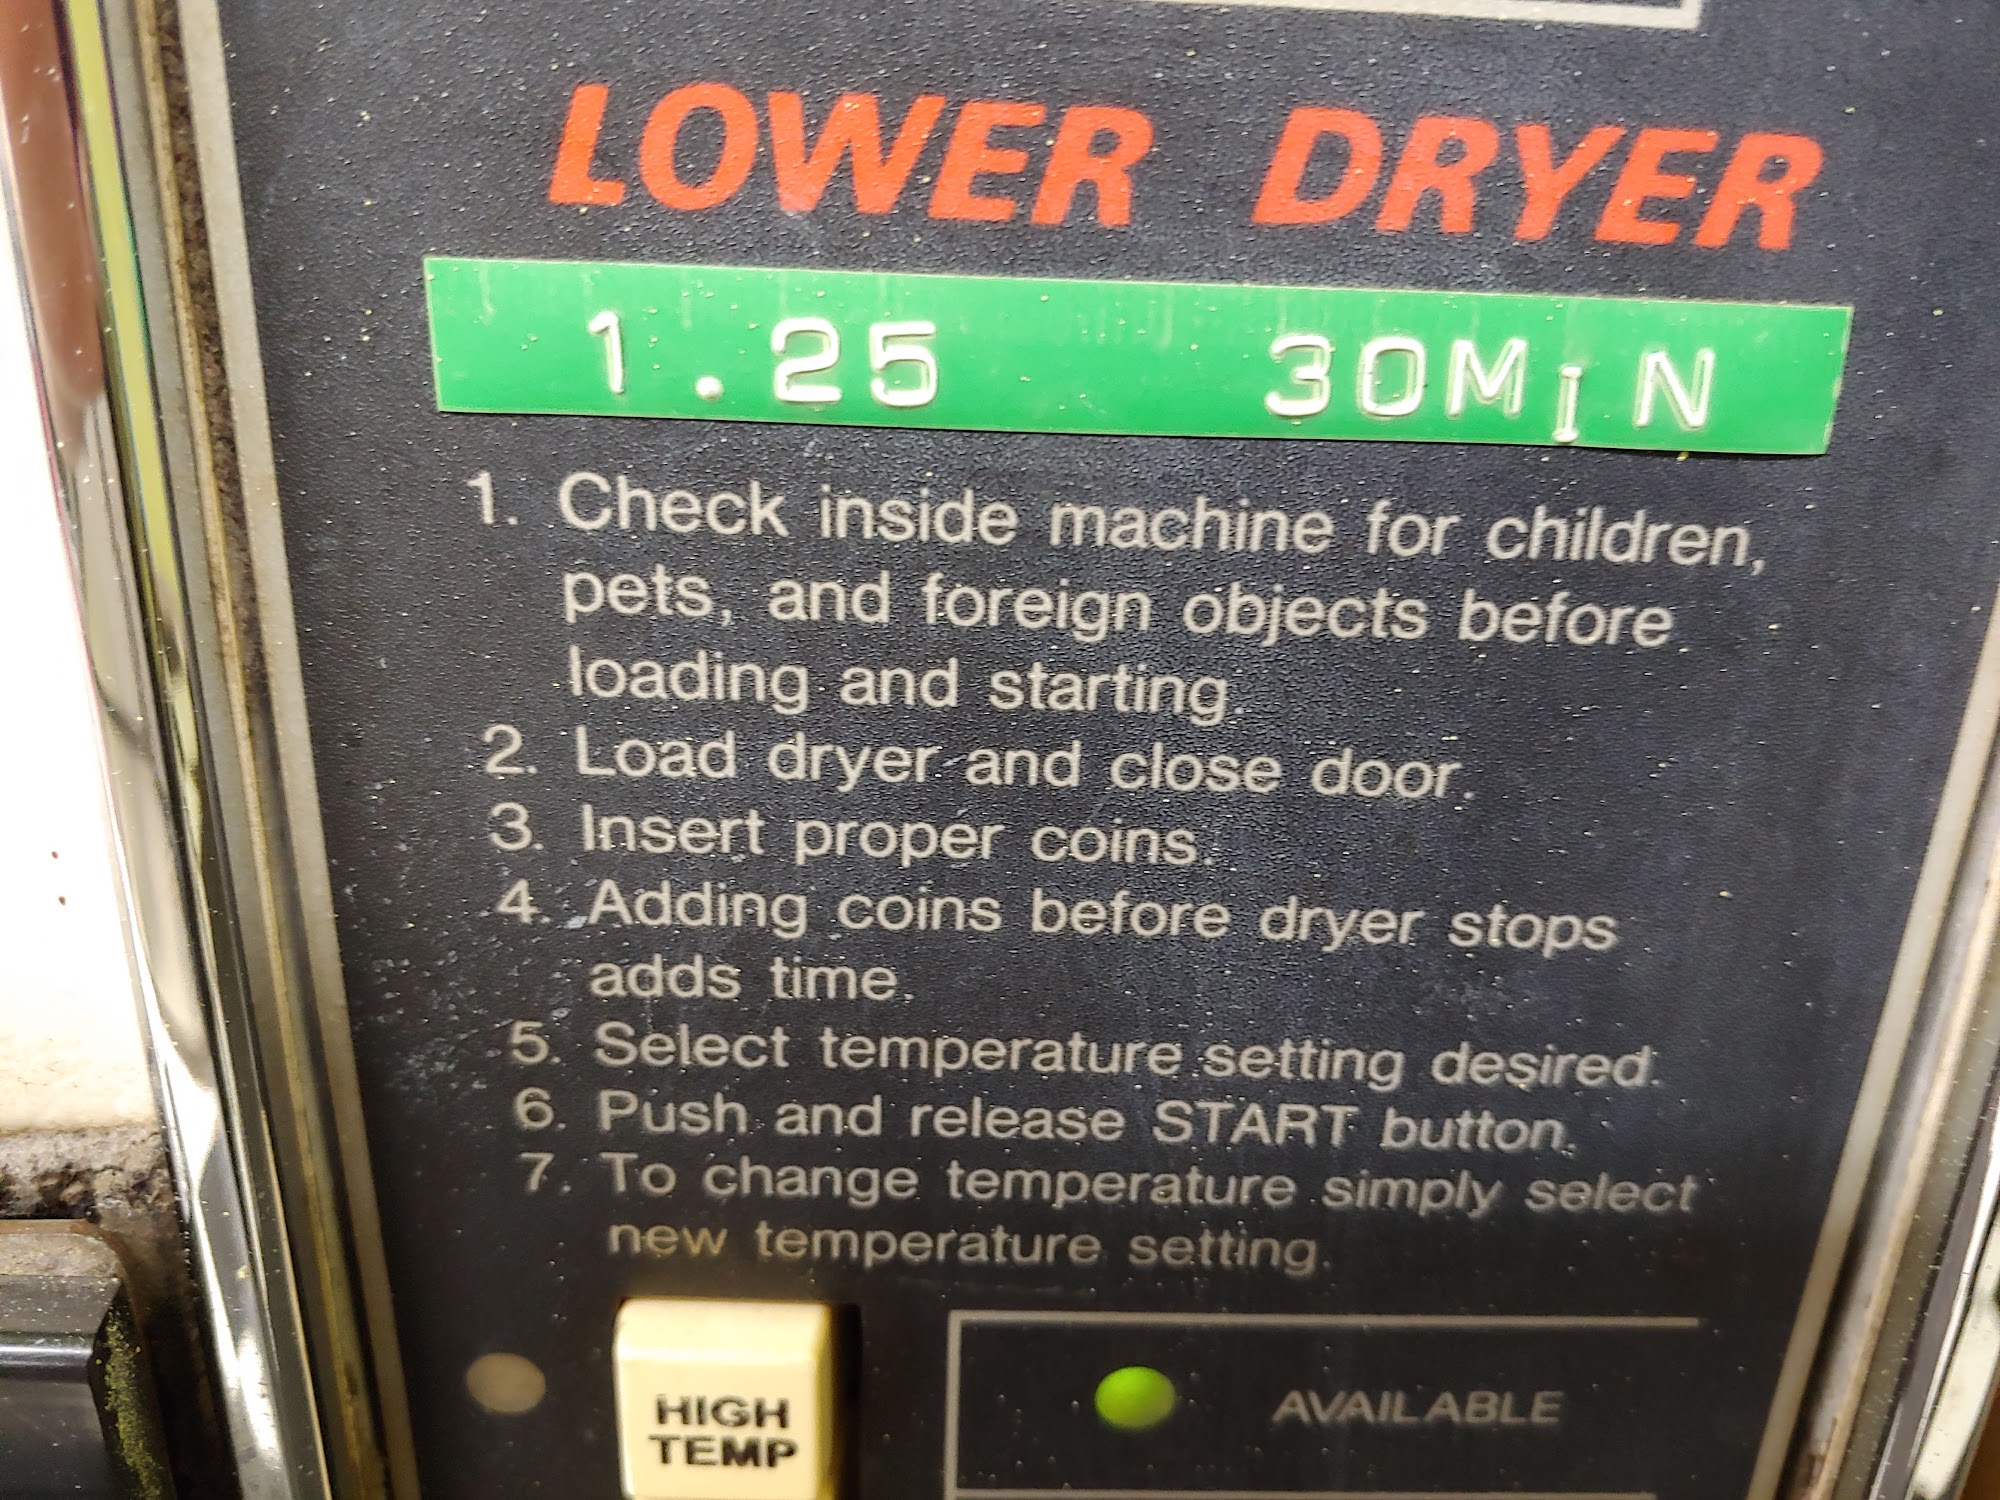 LOWER DRYER
1.25 30MIN
1. Check inside machine for children,
pets, and foreign objects before
loading and starting.
2. Load dryer and close door.
3. Insert proper coins.
4. Adding coins before dryer stops
adds time.
5. Select temperature setting desired.
6. Push and release START button.
7. To change temperature simply select
new temperature setting.
HIGH
TEMP
AVAILABLE